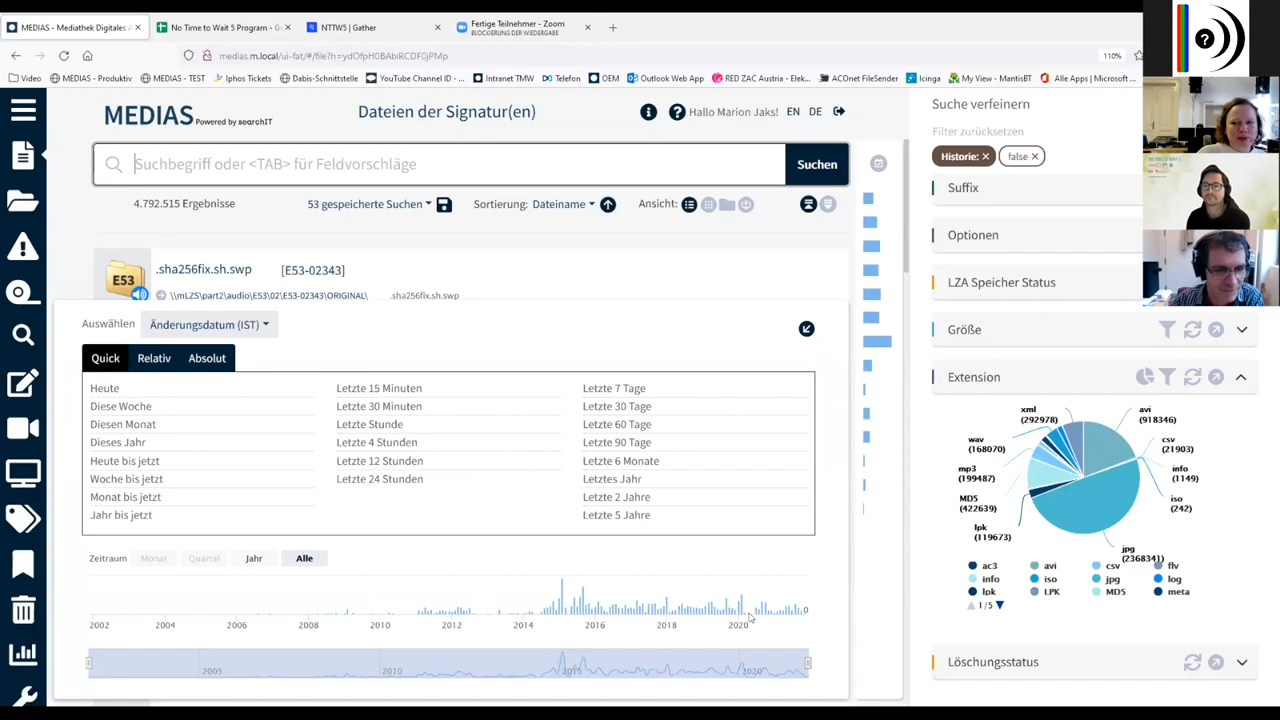 MEDIAS - Mediathek Digitales A
No Time to Wait 5 Program - G
NTTW5 | Gather
Fertige Teilnehmer - Zoom
BLOCKIERUNG DER WIEDERGABE
medias.m.local/ui-fat/#/file?h=ydOfpH0BAbiRCDF0jPMp
110%
Video
MEDIAS - Produktiv
MEDIAS - TEST
Iphos Tickets
Dabis-Schnittstelle
YouTube Channel ID - ...
Intranet TMW
Telefon
OEM
Outlook Web App
RED ZAC Austria - Elek...
ACOnet FileSender
Icinga
My View - MantisBT
Alle Apps | Microsoft ...
MEDIAS Powered by searchIT
Dateien der Signatur(en)
Hallo Marion Jaks!
EN
DE
Suchbegriff oder <TAB> für Feldvorschläge
Suchen
4.792.515 Ergebnisse
53 gespeicherte Suchen
Sortierung: Dateiname
Ansicht:
E53
.sha256fix.sh.swp
[E53-02343]
\\mLZS\part2\audio\E53\02\E53-02343\ORIGINAL\
.sha256fix.sh.swp
Auswählen
Änderungsdatum (IST)
Quick
Relativ
Absolut
Heute
Letzte 15 Minuten
Letzte 7 Tage
Diese Woche
Letzte 30 Minuten
Letzte 30 Tage
Diesen Monat
Letzte Stunde
Letzte 60 Tage
Dieses Jahr
Letzte 4 Stunden
Letzte 90 Tage
Heute bis jetzt
Letzte 12 Stunden
Letzte 6 Monate
Woche bis jetzt
Letzte 24 Stunden
Letztes Jahr
Monat bis jetzt
Letzte 2 Jahre
Jahr bis jetzt
Letzte 5 Jahre
Zeitraum
Monat
Quartal
Jahr
Alle
0
2002
2004
2006
2008
2010
2012
2014
2016
2018
2020
2005
2010
2015
2020
Suche verfeinern
Filter zurücksetzen
Historie:
false
Suffix
Optionen
LZA Speicher Status
Größe
Extension
xml
(292978)
avi
(918346)
wav
(168070)
csv
(21903)
mp3
(199487)
info
(1149)
MD5
(422639)
iso
(242)
lpk
(119673)
jpg
(2368341)
ac3
avi
csv
flv
info
iso
jpg
log
lpk
LPK
MD5
meta
1/5
Löschungsstatus
?